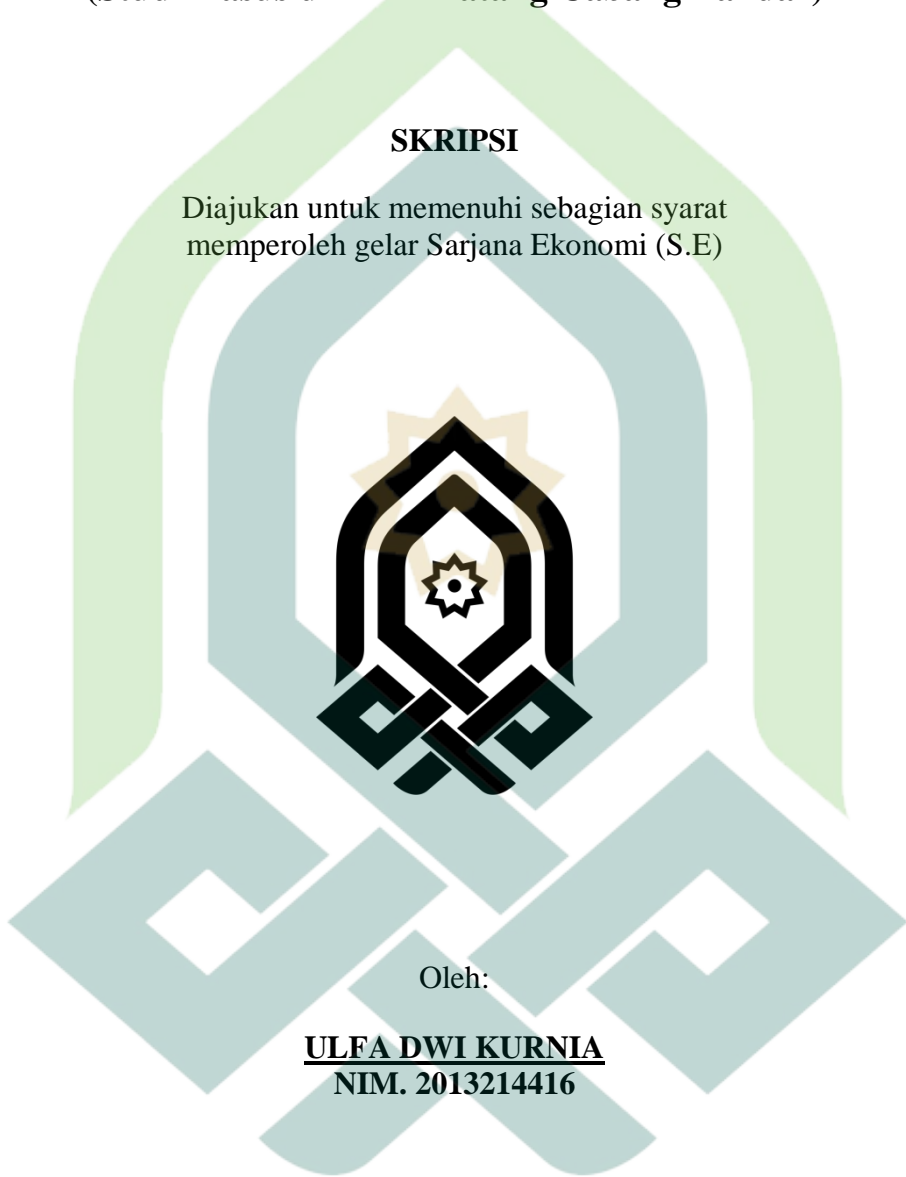 SKRIPSI
Diajukan untuk memenuhi sebagian syarat
memperoleh gelar Sarjana Ekonomi (S.E)
Oleh:
ULFA DWI KURNIA
NIM. 2013214416